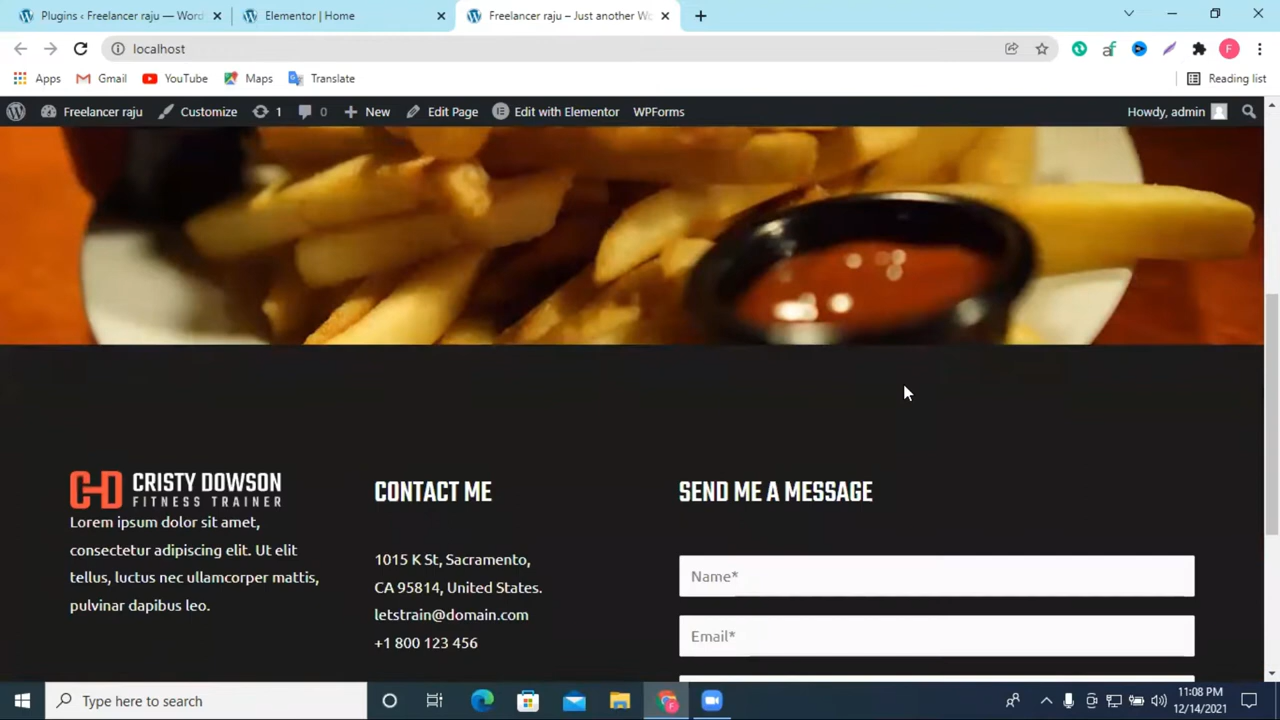 Plugins ‹ Freelancer raju — Word
Elementor | Home
Freelancer raju – Just another Wo
localhost
F
Apps
Gmail
YouTube
Maps
Translate
Reading list
Freelancer raju
Customize
1
0
New
Edit Page
Edit with Elementor
WPForms
Howdy, admin
CRISTY DOWSON
FITNESS TRAINER
Lorem ipsum dolor sit amet,
consectetur adipiscing elit. Ut elit
tellus, luctus nec ullamcorper mattis,
pulvinar dapibus leo.
CONTACT ME
1015 K St, Sacramento,
CA 95814, United States.
letstrain@domain.com
+1 800 123 456
SEND ME A MESSAGE
Name*
Email*
Type here to search
11:08 PM
12/14/2021